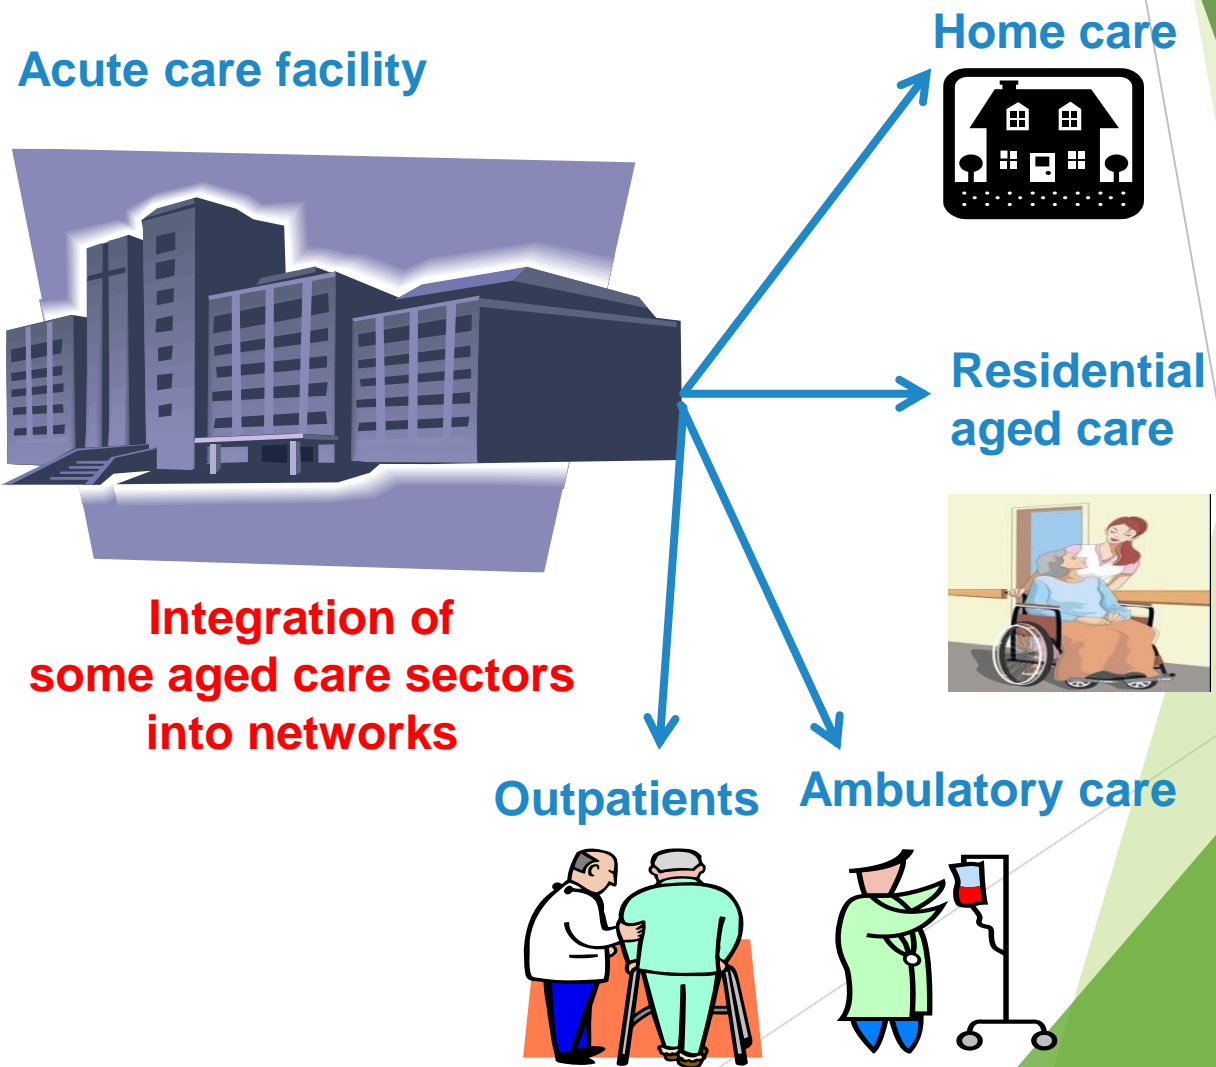 Acute care facility
Home care
Residential
aged care
Integration of
some aged care sectors
into networks
Outpatients
Ambulatory care